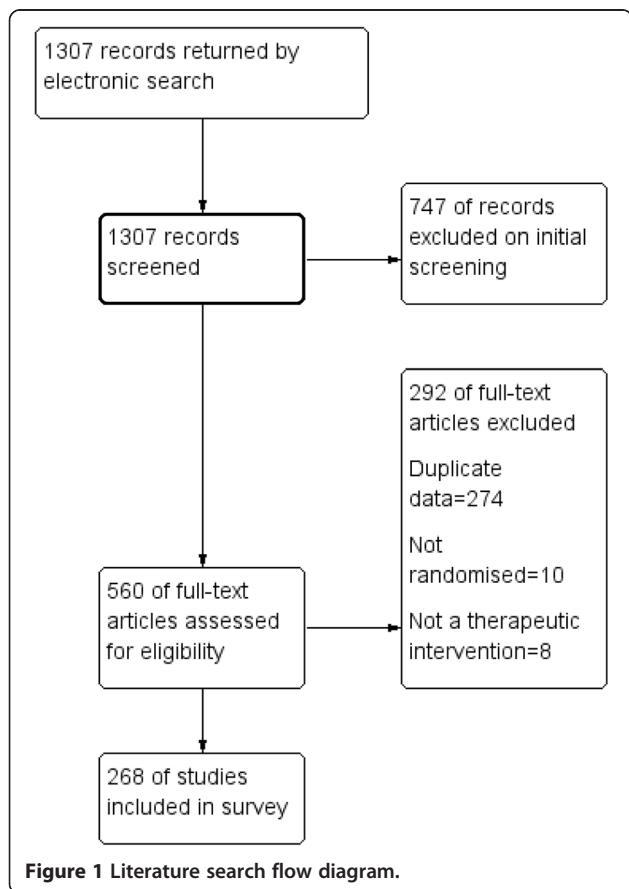 1307 records returned by
electronic search
1307 records
screened
747 of records
excluded on initial
screening
292 of full-text
articles excluded
Duplicate
data=274
Not
randomised=10
Not a therapeutic
intervention=8
560 of full-text
articles assessed
for eligibility
268 of studies
included in survey
Figure 1 Literature search flow diagram.